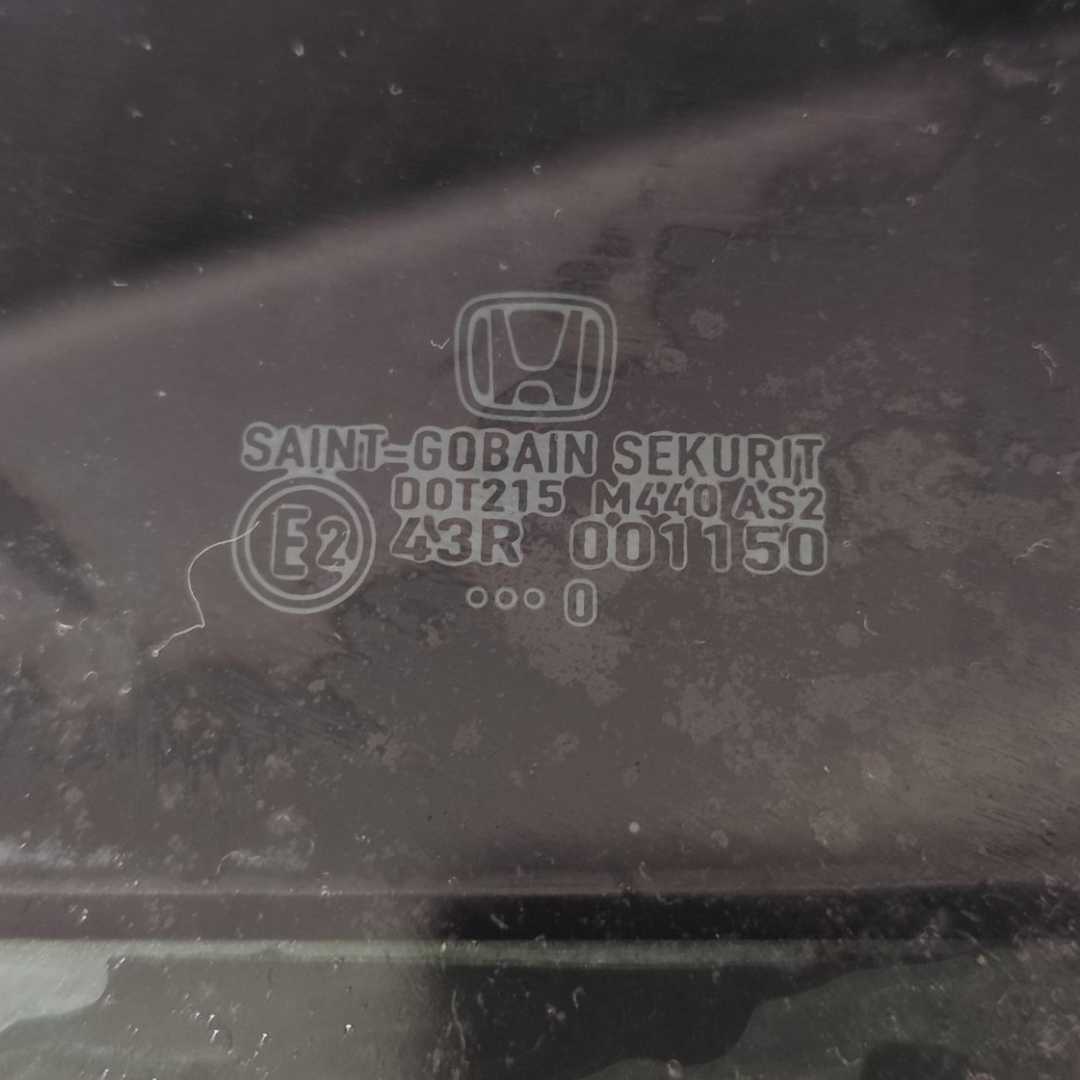 SAINT-GOBAIN SEKURIT
DOT215 M440 AS2
E2 43R 001150
0